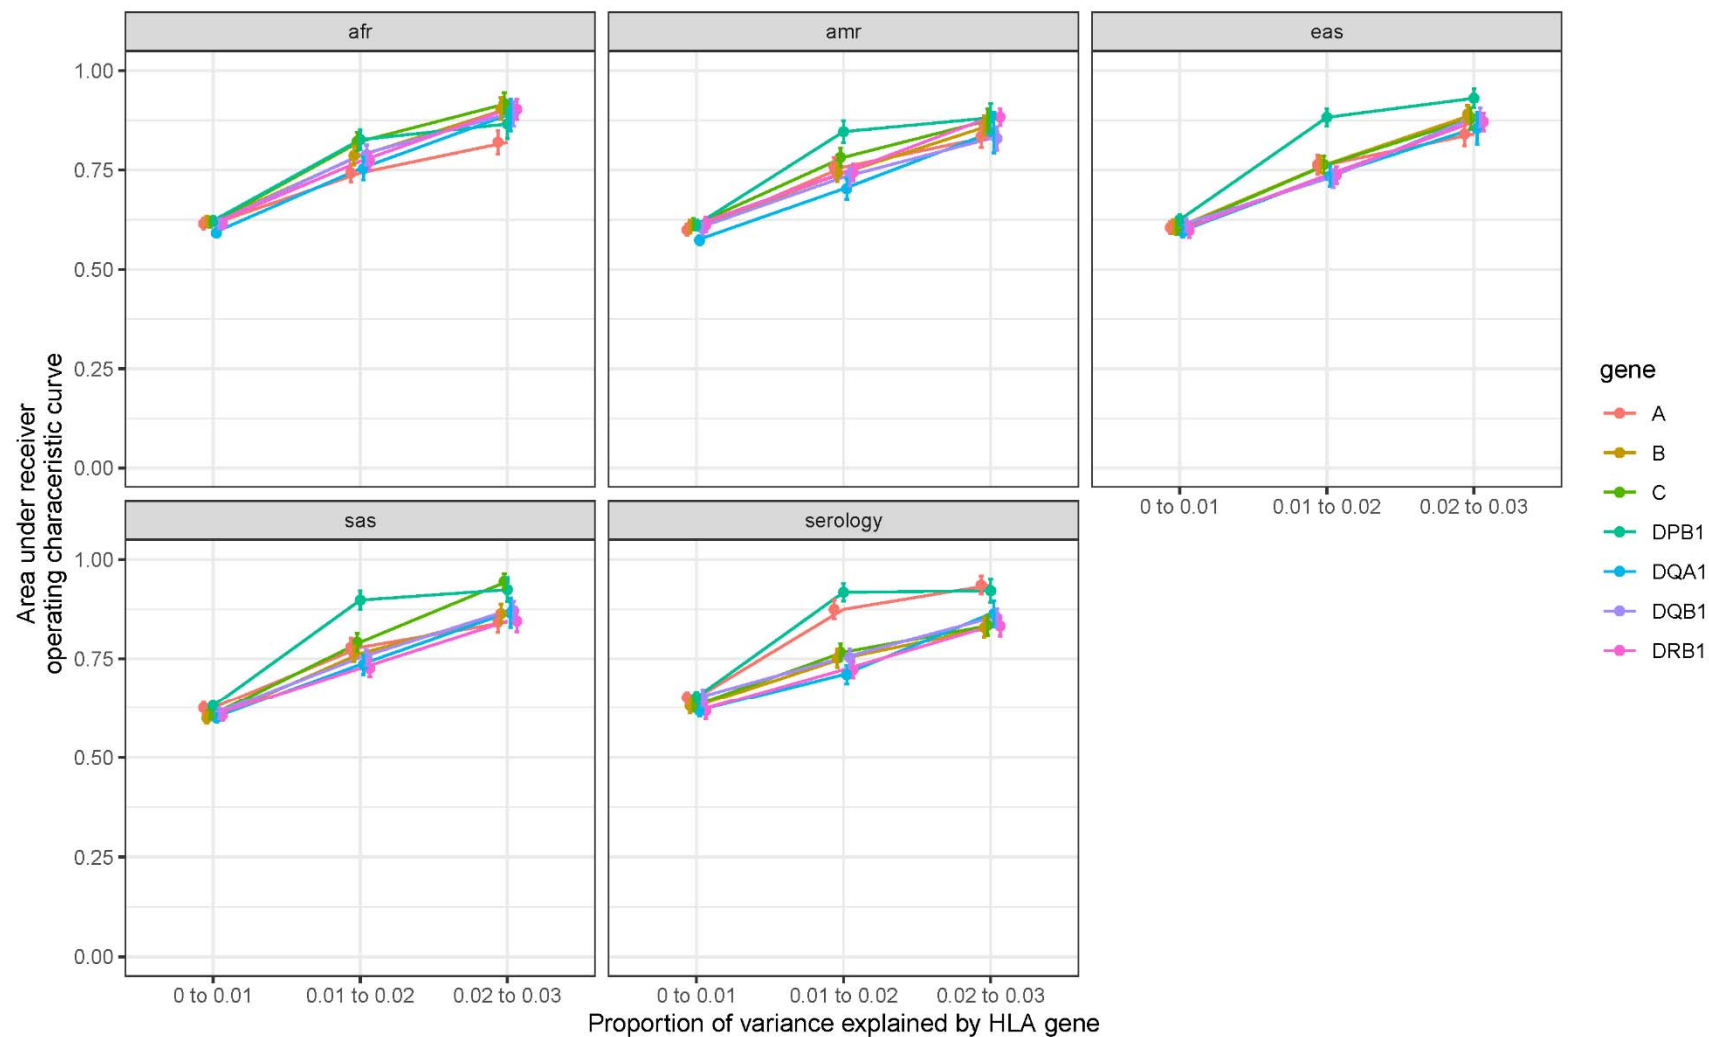 afr
amr
eas
1.00
0.75
0.50
0.25
0.00
0 to 0.01
0.01 to 0.02
0.02 to 0.03
sas
serology
1.00
0.75
0.50
0.25
0.00
0 to 0.01
0.01 to 0.02
0.02 to 0.03
0 to 0.01
0.01 to 0.02
0.02 to 0.03
Area under receiver
operating characeristic curve
Proportion of variance explained by HLA gene
gene
A
B
C
DPB1
DQA1
DQB1
DRB1